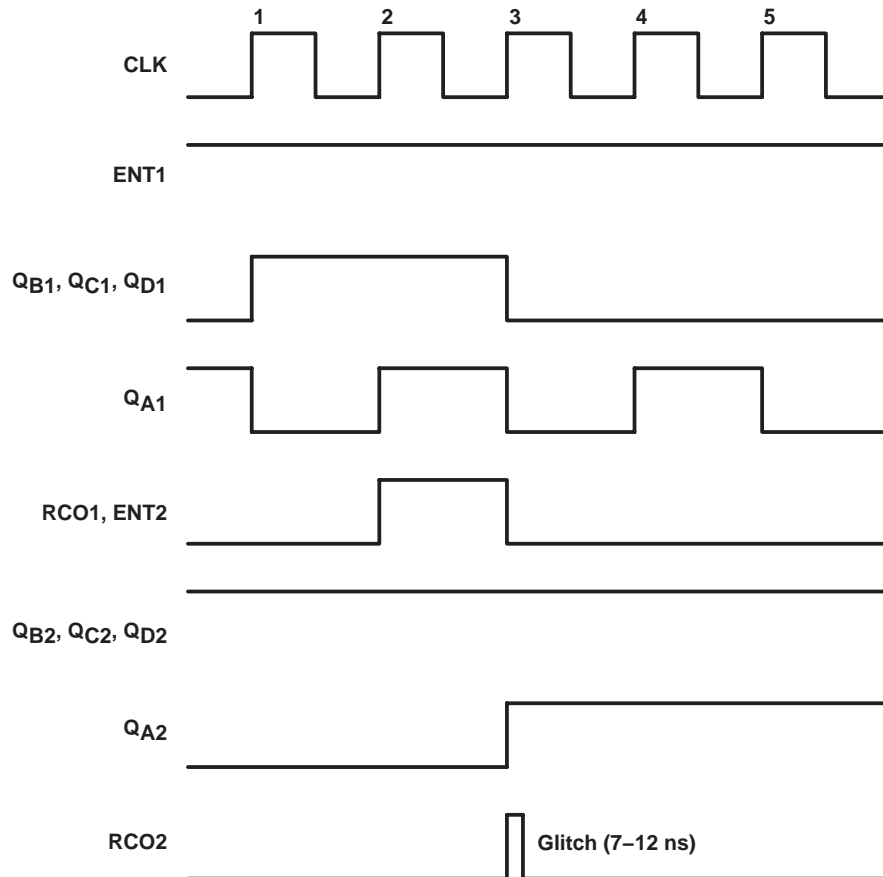 1 2 3 4 5
CLK
ENT1
QB1, QC1, QD1
QA1
RCO1, ENT2
QB2, QC2, QD2
QA2
RCO2
Glitch (7–12 ns)